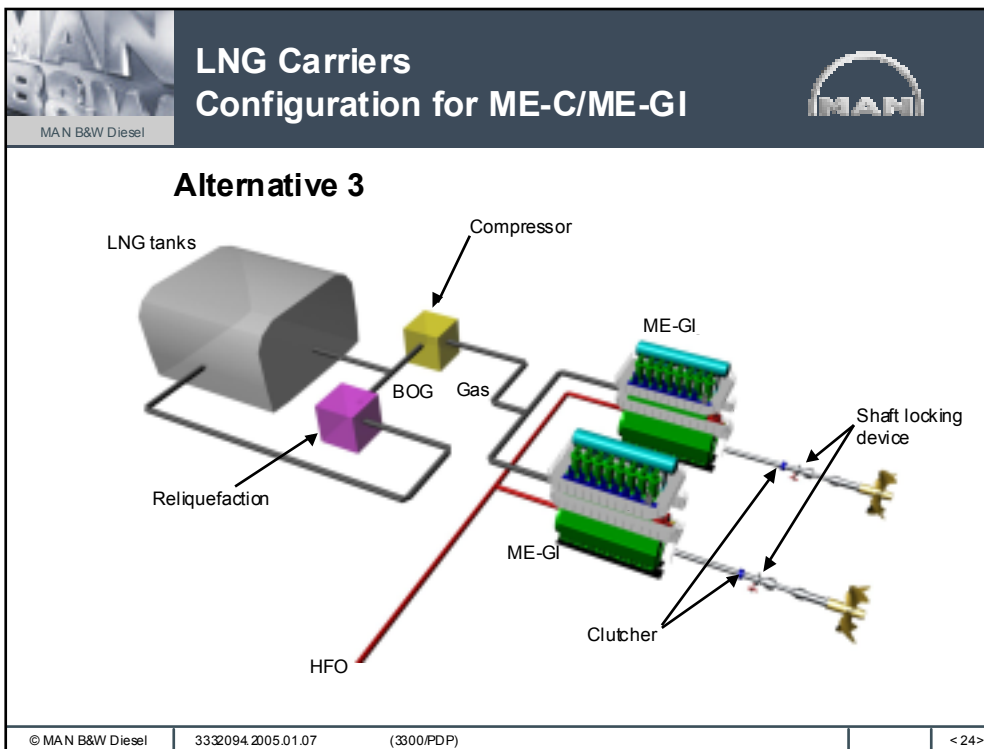 MAN
B&W
MAN B&W Diesel
LNG Carriers
Configuration for ME-C/ME-GI
MAN
Alternative 3
LNG tanks
Compressor
ME-GI
BOG
Gas
Shaft locking
device
Reliquefaction
ME-GI
Clutcher
HFO
© MAN B&W Diesel
3332094.2005.01.07
(3300/PDP)
< 24>